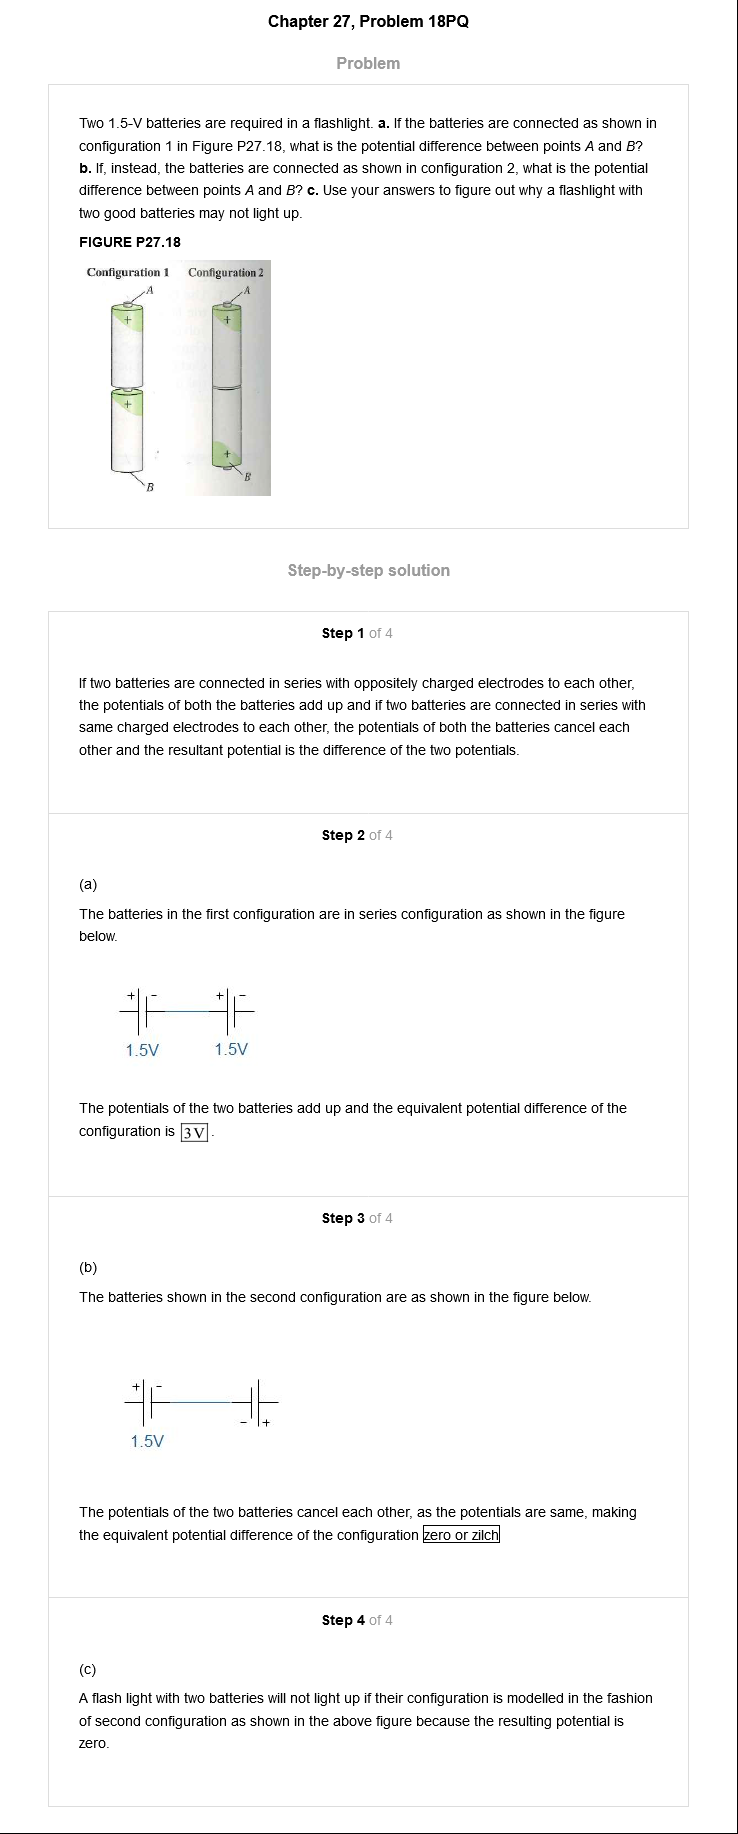 Chapter 27, Problem 18PQ
Problem
Two 1.5-V batteries are required in a flashlight. a. If the batteries are connected as shown in
configuration 1 in Figure P27.18, what is the potential difference between points A and B?
b. If, instead, the batteries are connected as shown in configuration 2, what is the potential
difference between points A and B? c. Use your answers to figure out why a flashlight with
two good batteries may not light up.
FIGURE P27.18
Configuration 1 Configuration 2
A A
+ +
+
+
B
B
Step-by-step solution
Step 1 of 4
If two batteries are connected in series with oppositely charged electrodes to each other,
the potentials of both the batteries add up and if two batteries are connected in series with
same charged electrodes to each other, the potentials of both the batteries cancel each
other and the resultant potential is the difference of the two potentials.
Step 2 of 4
(a)
The batteries in the first configuration are in series configuration as shown in the figure
below.
+ - + -
1.5V 1.5V
The potentials of the two batteries add up and the equivalent potential difference of the
configuration is 3 V .
Step 3 of 4
(b)
The batteries shown in the second configuration are as shown in the figure below.
+ -
- +
1.5V
The potentials of the two batteries cancel each other, as the potentials are same, making
the equivalent potential difference of the configuration zero or zilch
Step 4 of 4
(c)
A flash light with two batteries will not light up if their configuration is modelled in the fashion
of second configuration as shown in the above figure because the resulting potential is
zero.